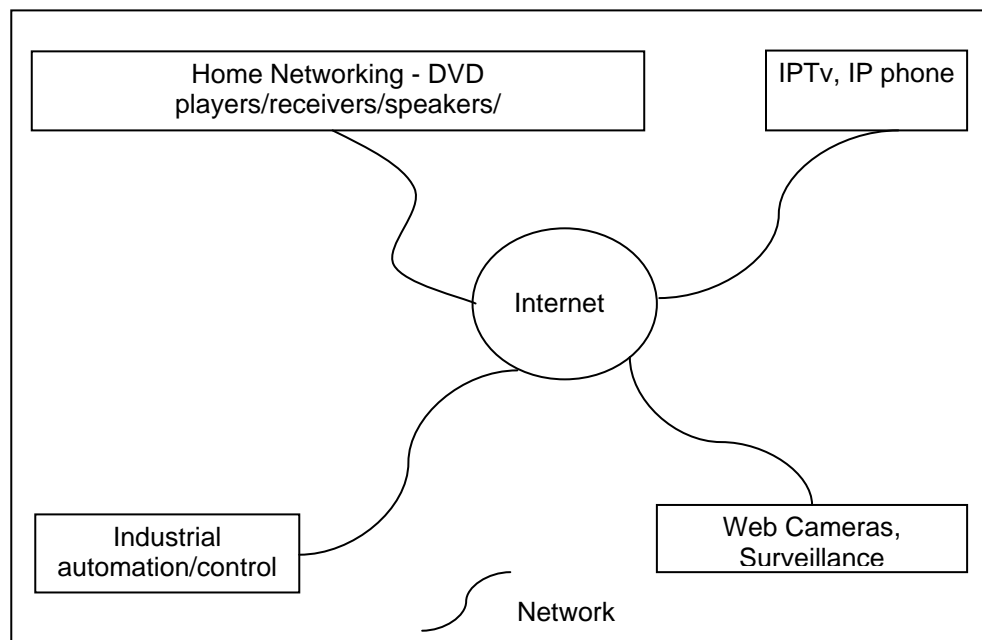 Home Networking - DVD
players/receivers/speakers/
IPTv, IP phone
Internet
Industrial
automation/control
Web Cameras,
Surveillance
Network